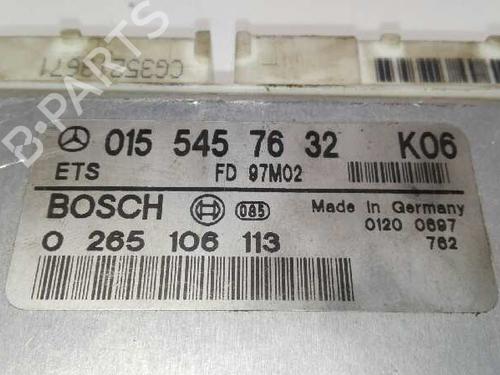 CG352 9671
015 545 76 32 K06
ETS FD 97M02
BOSCH 085 Made in Germany
0 265 106 113 0120 0697
762
B-PARTS